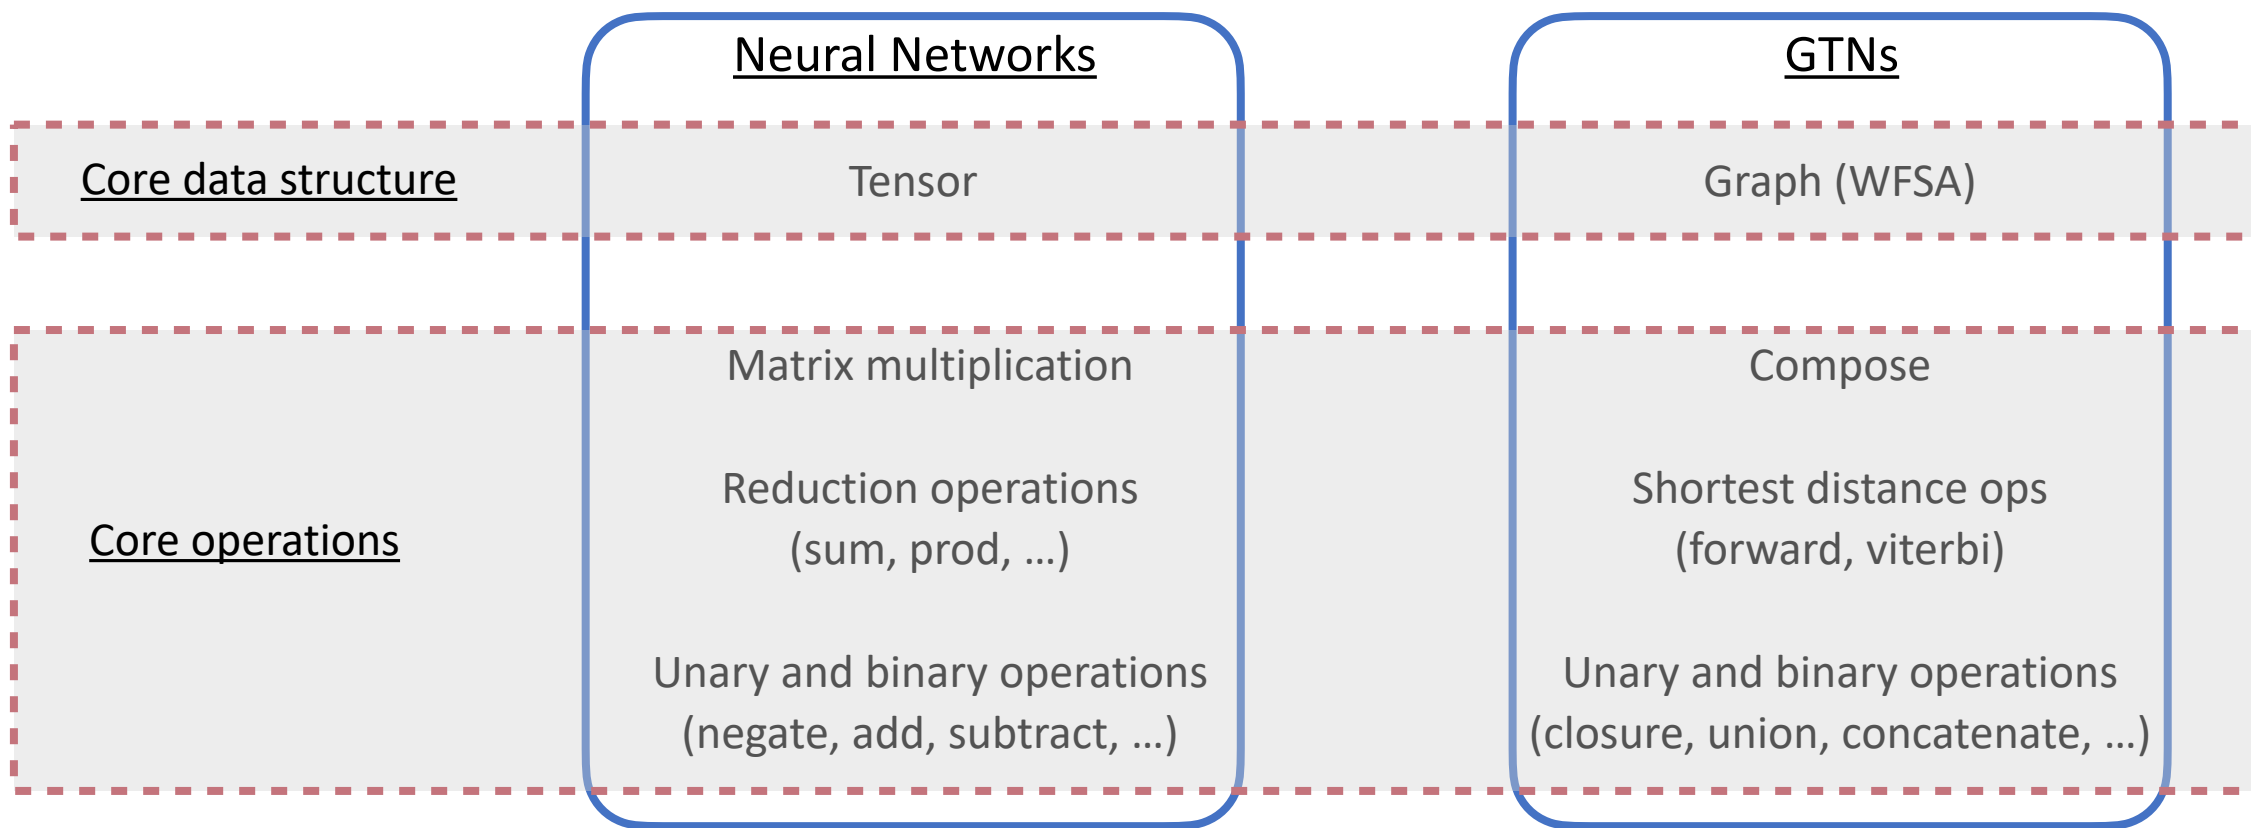 Neural Networks
GTNs
Core data structure
Tensor
Graph (WFSA)
Core operations
Matrix multiplication
Compose
Reduction operations
(sum, prod, …)
Shortest distance ops
(forward, viterbi)
Unary and binary operations
(negate, add, subtract, …)
Unary and binary operations
(closure, union, concatenate, …)